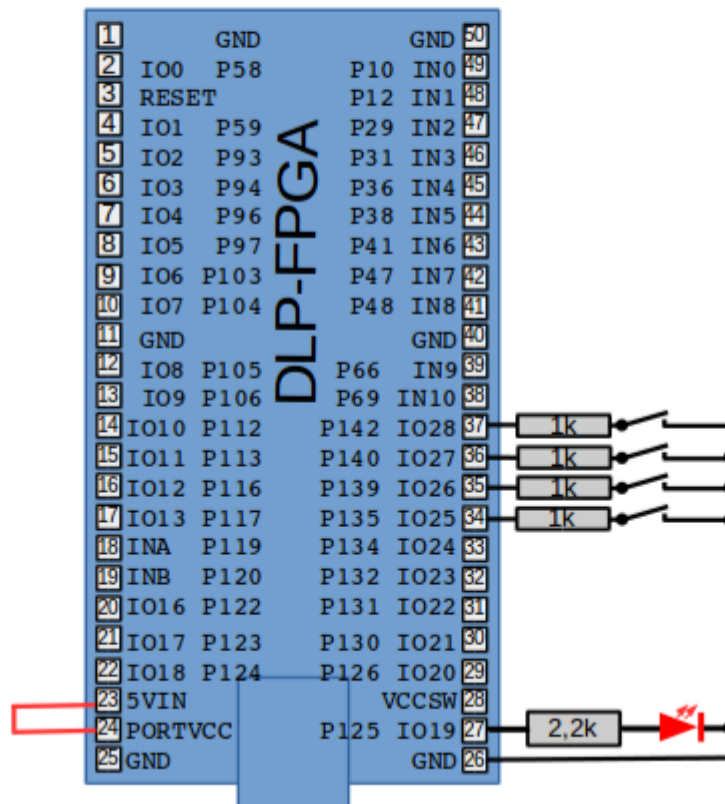 1 GND GND 50
2 IO0 P58 P10 IN0 49
3 RESET P12 IN1 48
4 IO1 P59 P29 IN2 47
5 IO2 P93 P31 IN3 46
6 IO3 P94 P36 IN4 45
7 IO4 P96 P38 IN5 44
8 IO5 P97 P41 IN6 43
9 IO6 P103 P47 IN7 42
10 IO7 P104 P48 IN8 41
11 GND GND 40
12 IO8 P105 P66 IN9 39
13 IO9 P106 P69 IN10 38
14 IO10 P112 P142 IO28 37 1k
15 IO11 P113 P140 IO27 36 1k
16 IO12 P116 P139 IO26 35 1k
17 IO13 P117 P135 IO25 34 1k
18 INA P119 P134 IO24 33
19 INB P120 P132 IO23 32
20 IO16 P122 P131 IO22 31
21 IO17 P123 P130 IO21 30
22 IO18 P124 P126 IO20 29
23 5VIN VCCSW 28
24 PORTVCC P125 IO19 27 2,2k
25 GND GND 26
DLP-FPGA